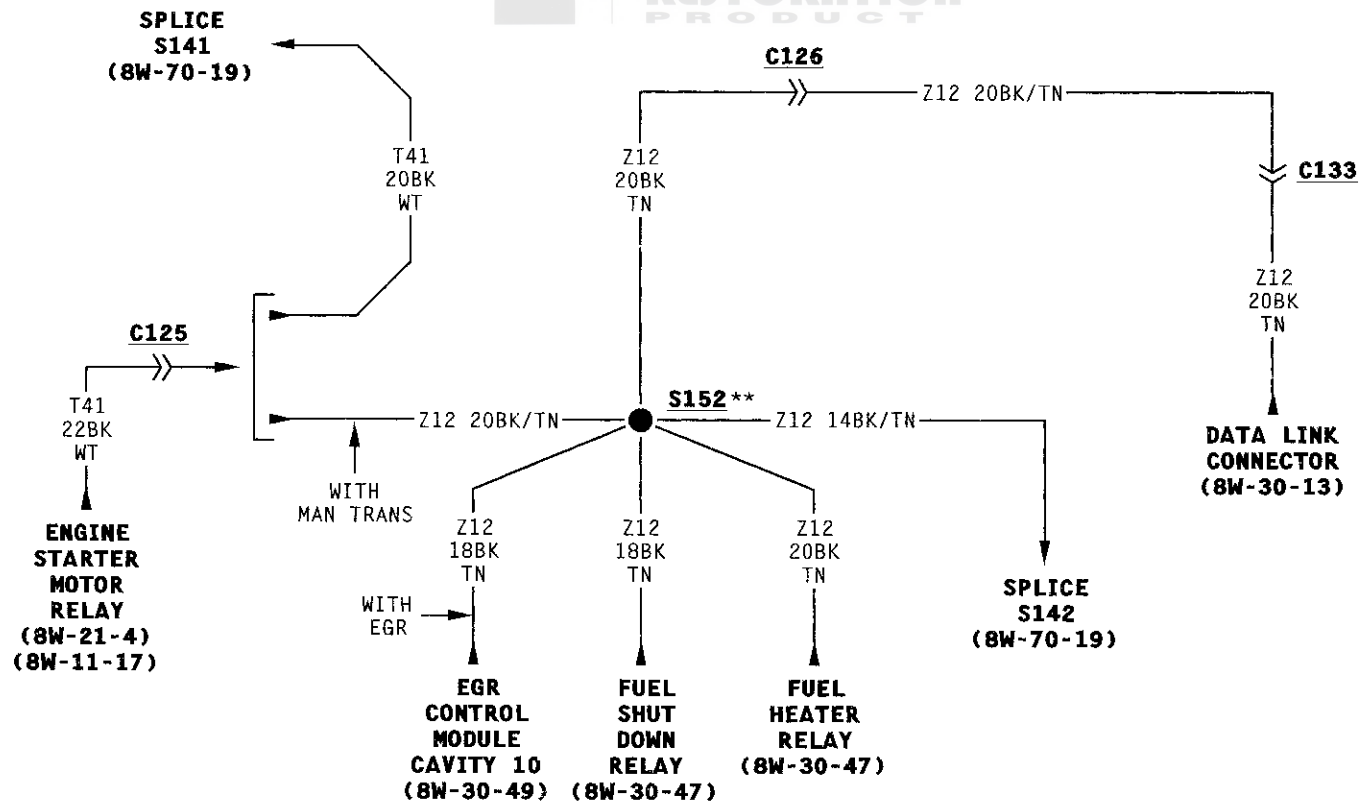 RESTORATION
PRODUCT
SPLICE
S141
(8W-70-19)
C126
Z12 20BK/TN
T41
20BK
WT
Z12
20BK
TN
C133
Z12
20BK
TN
C125
T41
22BK
WT
S152**
Z12 20BK/TN
Z12 14BK/TN
WITH
MAN TRANS
DATA LINK
CONNECTOR
(8W-30-13)
ENGINE
STARTER
MOTOR
RELAY
(8W-21-4)
(8W-11-17)
Z12
18BK
TN
Z12
18BK
TN
Z12
20BK
TN
WITH
EGR
SPLICE
S142
(8W-70-19)
EGR
CONTROL
MODULE
CAVITY 10
(8W-30-49)
FUEL
SHUT
DOWN
RELAY
(8W-30-47)
FUEL
HEATER
RELAY
(8W-30-47)